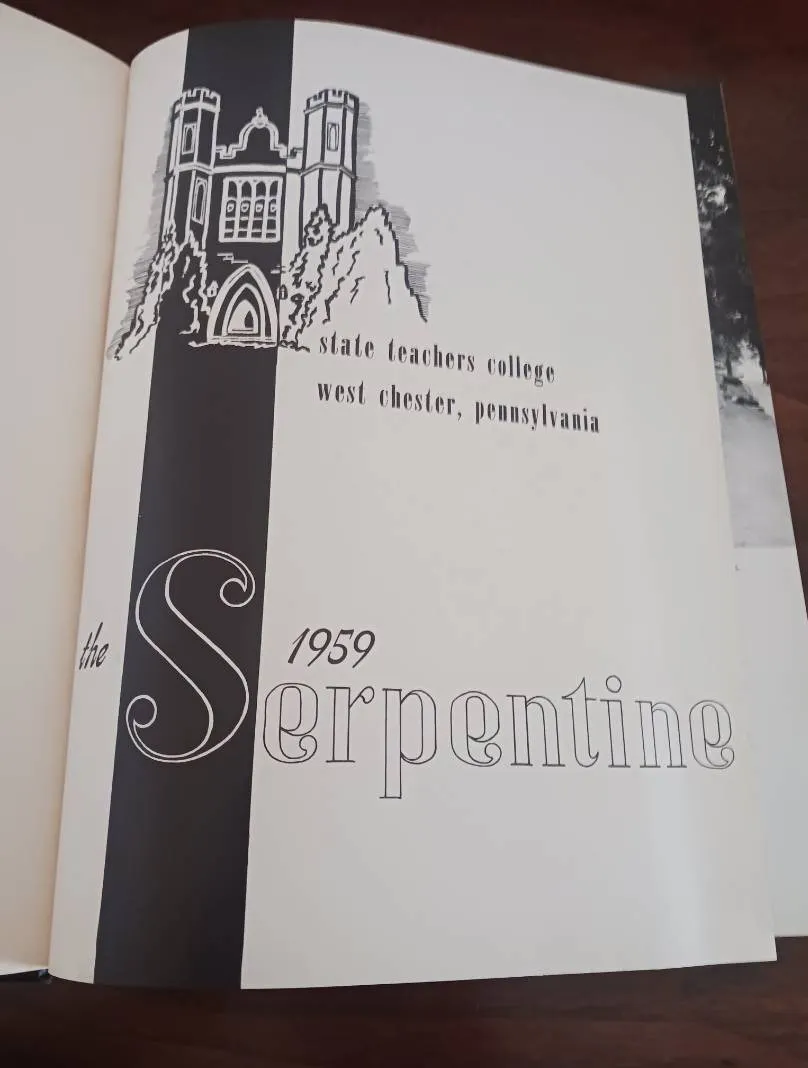 state teachers college
west chester, pennsylvania
the 1959
Serpentine